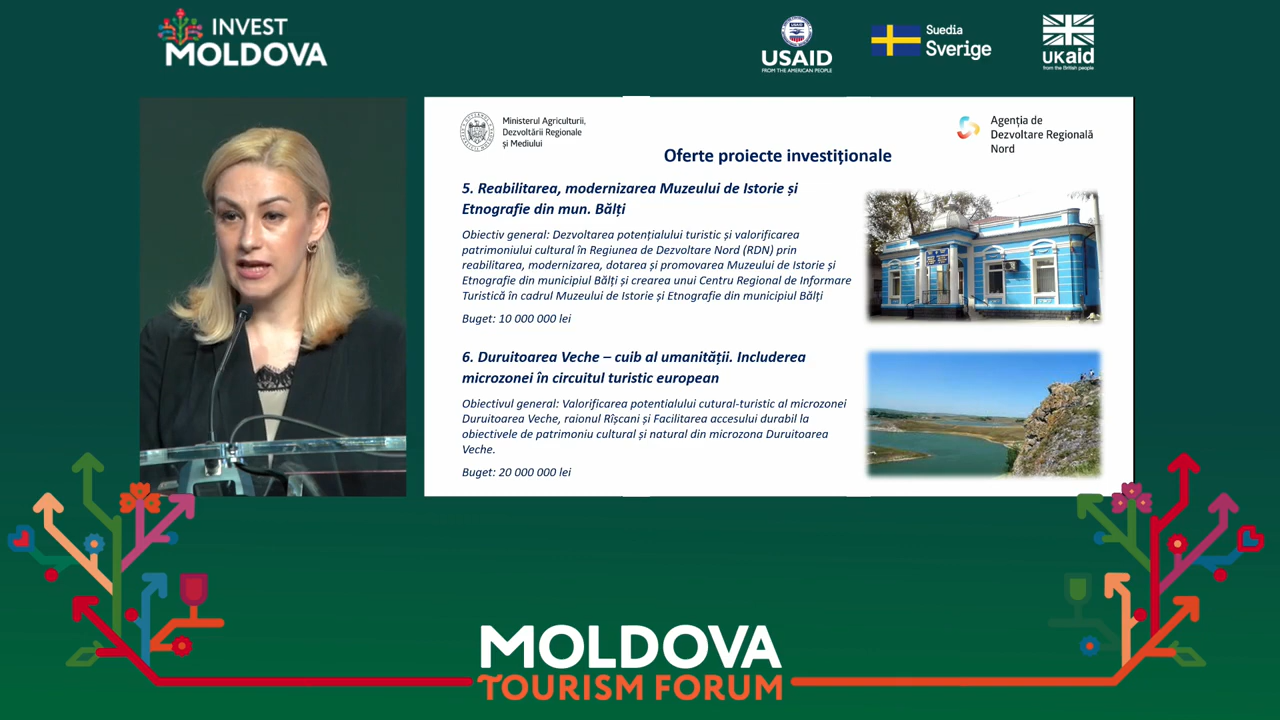 INVEST
MOLDOVA
USAID
FROM THE AMERICAN PEOPLE
Suedia
Sverige
UKaid
from the British people
Ministerul Agriculturii,
Dezvoltării Regionale
și Mediului
Agenția de
Dezvoltare Regională
Nord
Oferte proiecte investiționale
5. Reabilitarea, modernizarea Muzeului de Istorie și
Etnografie din mun. Bălți
Obiectiv general: Dezvoltarea potențialului turistic și valorificarea
patrimoniului cultural în Regiunea de Dezvoltare Nord (RDN) prin
reabilitarea, modernizarea, dotarea și promovarea Muzeului de Istorie și
Etnografie din municipiul Bălți și crearea unui Centru Regional de Informare
Turistică în cadrul Muzeului de Istorie și Etnografie din municipiul Bălți
Buget: 10 000 000 lei
6. Duruitoarea Veche – cuib al umanității. Includerea
microzonei în circuitul turistic european
Obiectivul general: Valorificarea potentialului cutural-turistic al microzonei
Duruitoarea Veche, raionul Rîșcani și Facilitarea accesului durabil la
obiectivele de patrimoniu cultural și natural din microzona Duruitoarea
Veche.
Buget: 20 000 000 lei
MOLDOVA
TOURISM FORUM